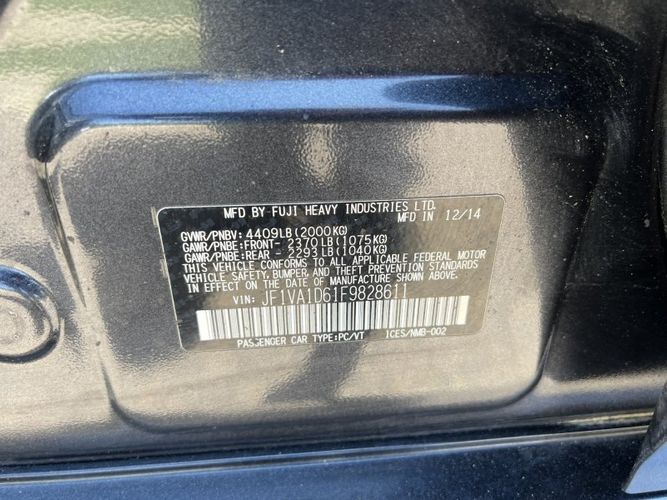 MFD BY FUJI HEAVY INDUSTRIES LTD.
MFD IN 12/14
GVWR/PNBV: 4409LB(2000KG)
GAWR/PNBE:FRONT- 2370LB(1075KG)
GAWR/PNBE:REAR - 2293LB(1040KG)
THIS VEHICLE CONFORMS TO ALL APPLICABLE FEDERAL MOTOR
VEHICLE SAFETY, BUMPER, AND THEFT PREVENTION STANDARDS
IN EFFECT ON THE DATE OF MANUFACTURE SHOWN ABOVE.
VIN: JF1VA1D61F9828611
PASSENGER CAR TYPE:PC/VT ICES/NMB-002